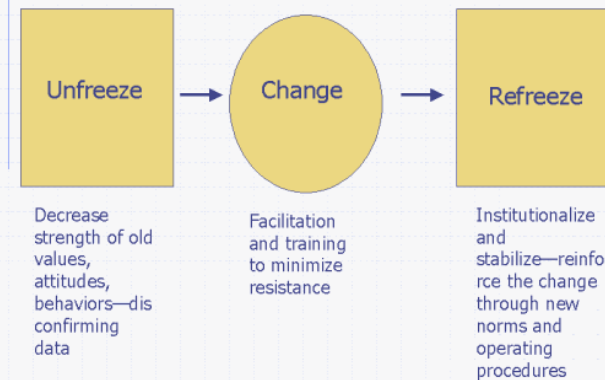 Unfreeze
Change
Refreeze
Decrease
strength of old
values,
attitudes,
behaviors—dis
confirming
data
Facilitation
and training
to minimize
resistance
Institutionalize
and
stabilize—reinfo
rce the change
through new
norms and
operating
procedures